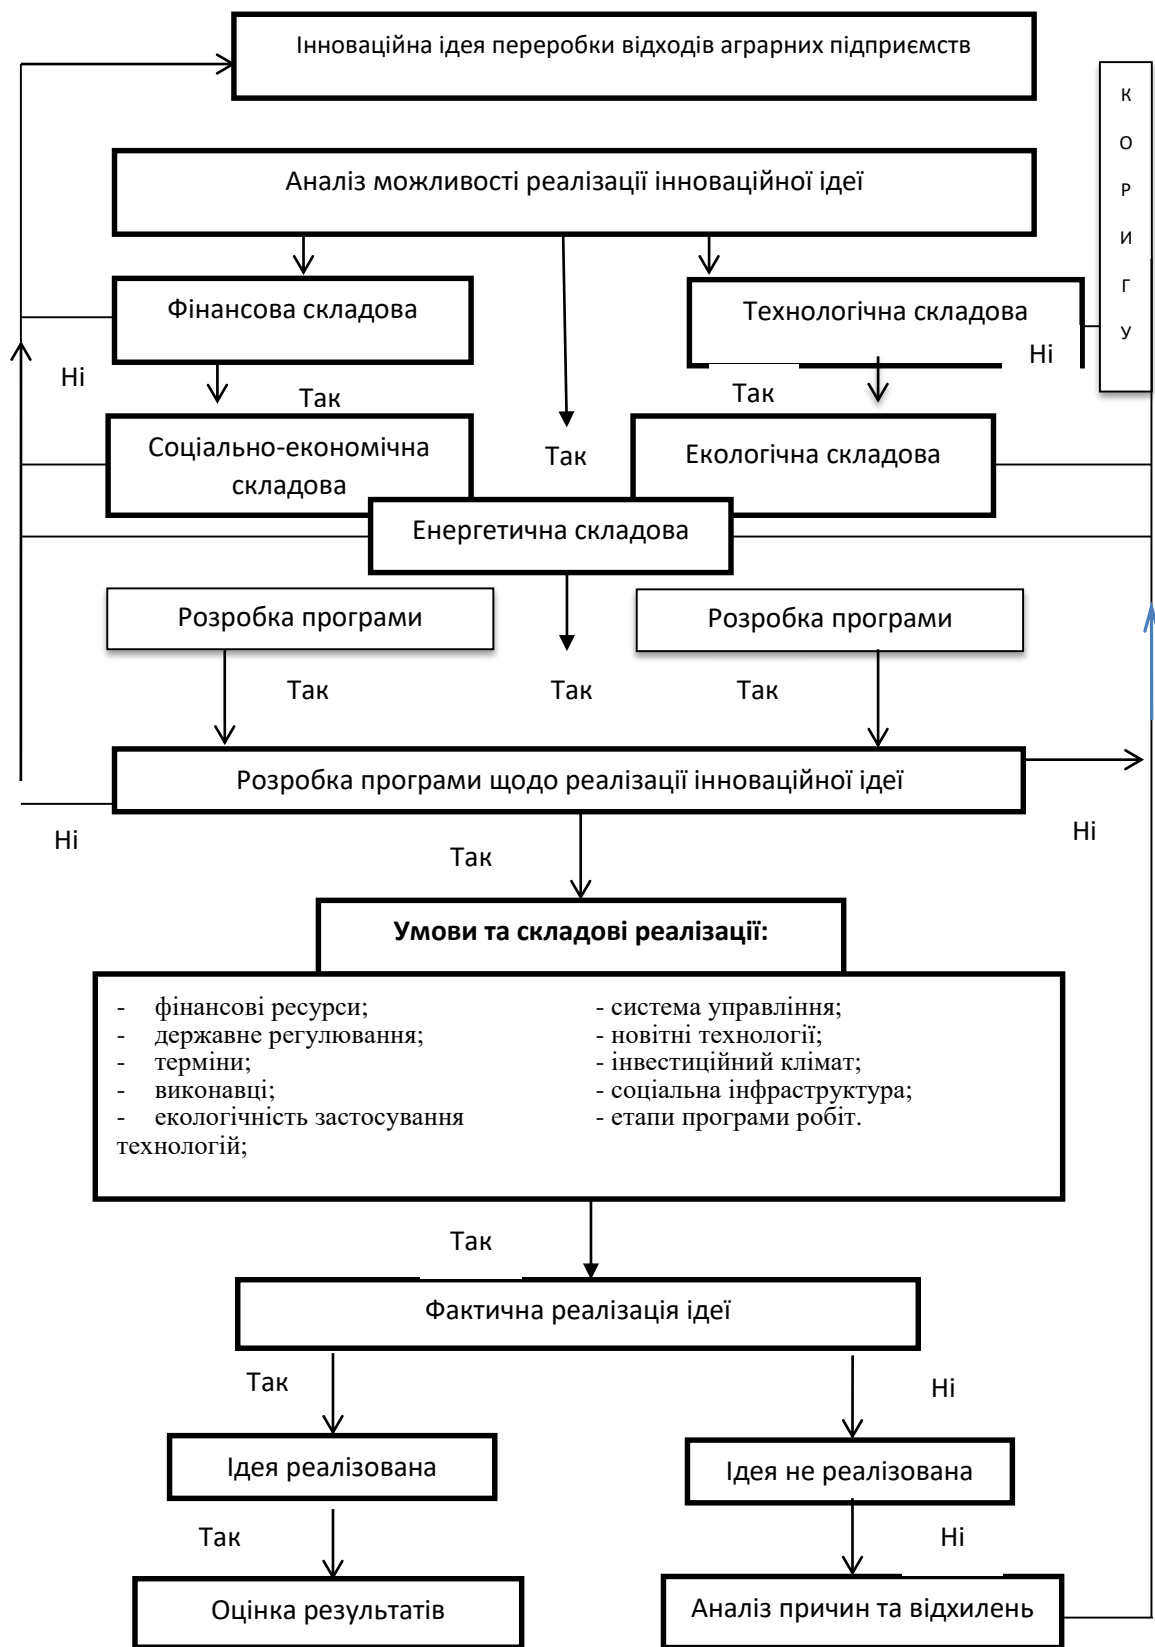 Інноваційна ідея переробки відходів аграрних підприємств
К
О
Р
И
Г
У
Аналіз можливості реалізації інноваційної ідеї
Фінансова складова
Технологічна складова
Ні
Ні
Так
Так
Соціально-економічна
складова
Так
Екологічна складова
Енергетична складова
Розробка програми
Розробка програми
Так
Так
Так
Розробка програми щодо реалізації інноваційної ідеї
Ні
Ні
Так
Умови та складові реалізації:
- фінансові ресурси;
- державне регулювання;
- терміни;
- виконавці;
- екологічність застосування
технологій;
- система управління;
- новітні технології;
- інвестиційний клімат;
- соціальна інфраструктура;
- етапи програми робіт.
Так
Фактична реалізація ідеї
Так
Ні
Ідея реалізована
Ідея не реалізована
Так
Ні
Оцінка результатів
Аналіз причин та відхилень